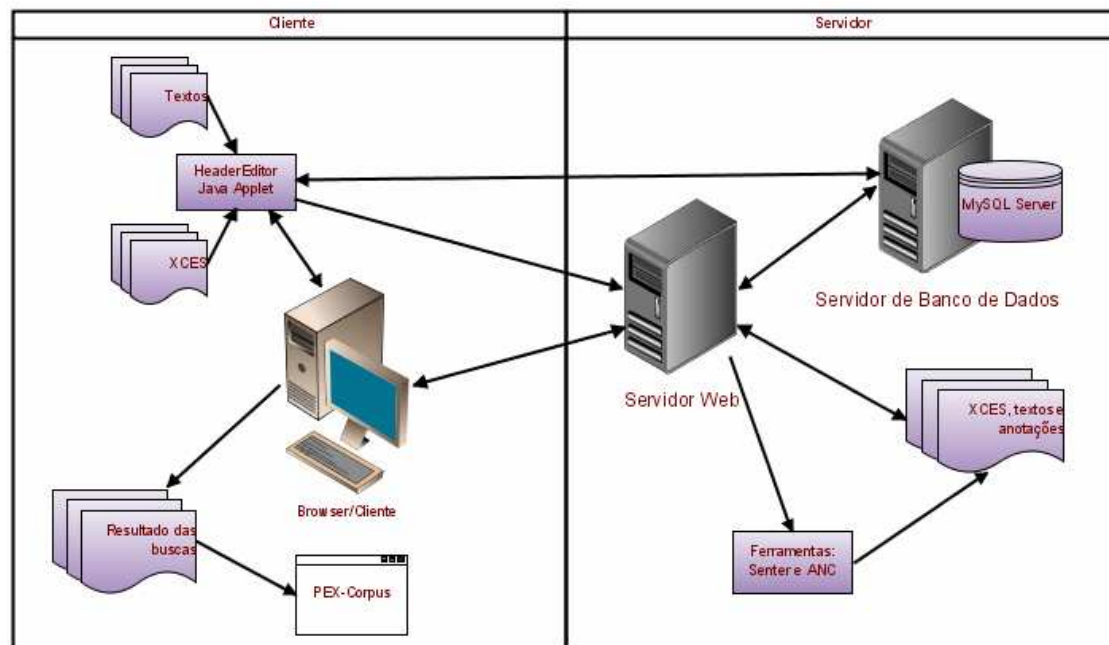 Cliente
Servidor
Textos
HeaderEditor
Java Applet
XCES
MySQL Server
Servidor de Banco de Dados
Servidor Web
XCES, textos e
anotações
Browser/Cliente
Resultado das
buscas
PEX-Corpus
Ferramentas:
Senter e ANC